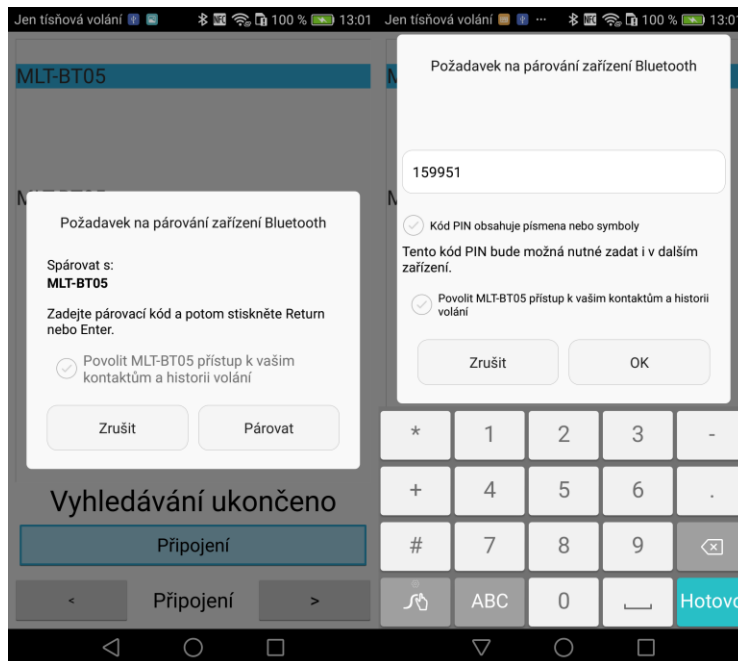 Jen tísňová volání
100 %
13:01
MLT-BT05
Požadavek na párování zařízení Bluetooth
Spárovat s:
MLT-BT05
Zadejte párovací kód a potom stiskněte Return
nebo Enter.
Povolit MLT-BT05 přístup k vašim
kontaktům a historii volání
Zrušit
Párovat
Vyhledávání ukončeno
Připojení
<
Připojení
>
Jen tísňová volání
NFC
100 %
13:01
Požadavek na párování zařízení Bluetooth
159951
Kód PIN obsahuje písmena nebo symboly
Tento kód PIN bude možná nutné zadat i v dalším
zařízení.
Povolit MLT-BT05 přístup k vašim kontaktům a historii
volání
Zrušit
OK
* 1 2 3 -
+ 4 5 6 .
# 7 8 9
ABC 0
Hotovo